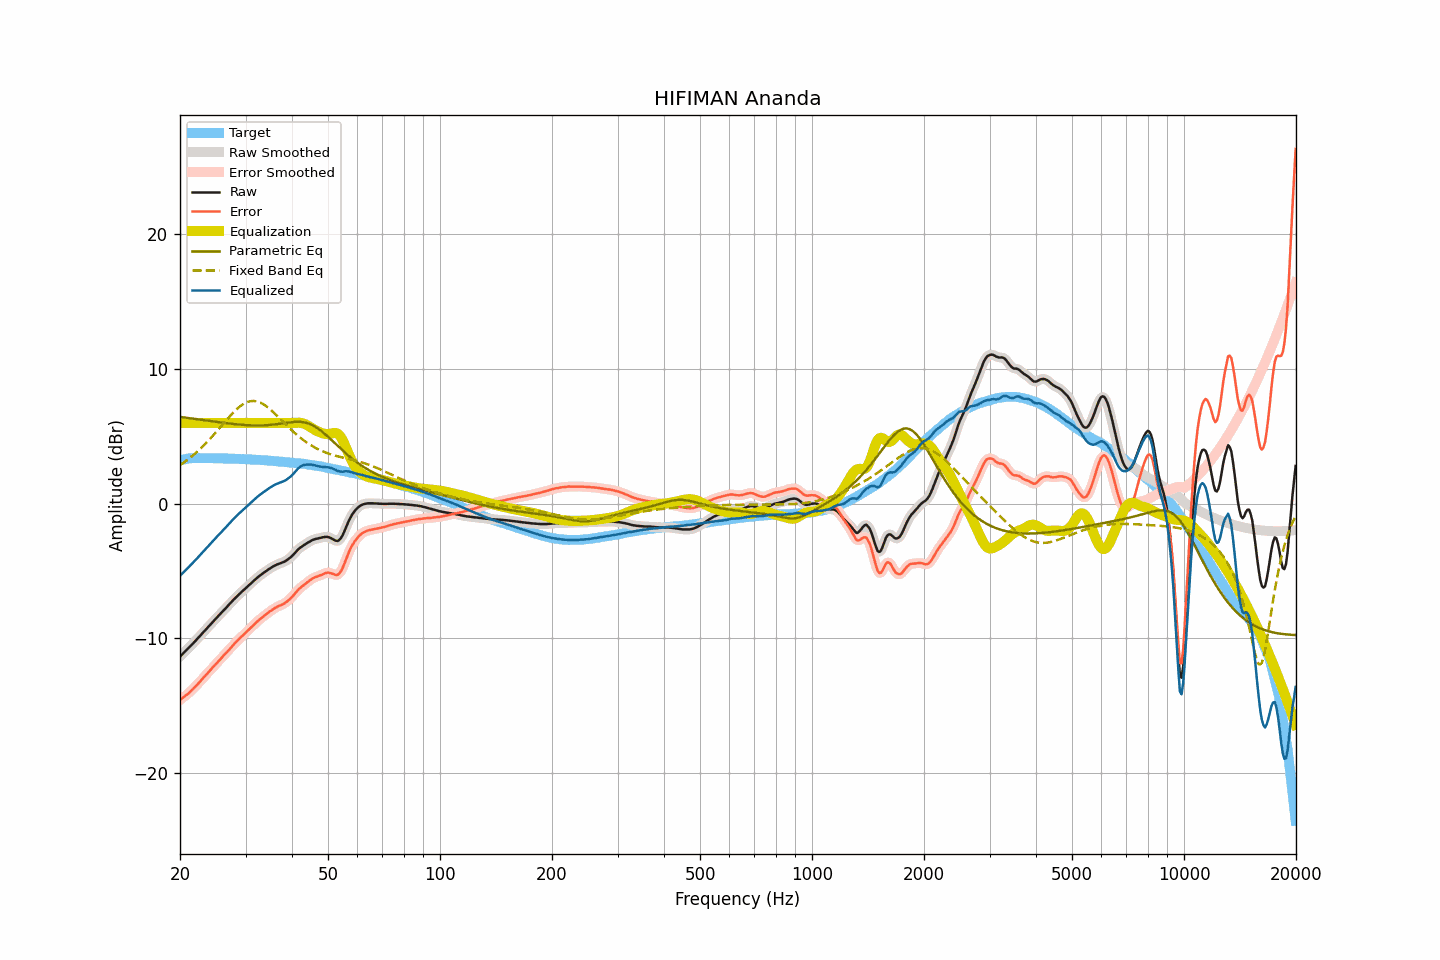 HIFIMAN Ananda
Target
Raw Smoothed
Error Smoothed
Raw
Error
Equalization
Parametric Eq
Fixed Band Eq
Equalized
20
10
0
−10
−20
Amplitude (dBr)
20 50 100 200 500 1000 2000 5000 10000 20000
Frequency (Hz)